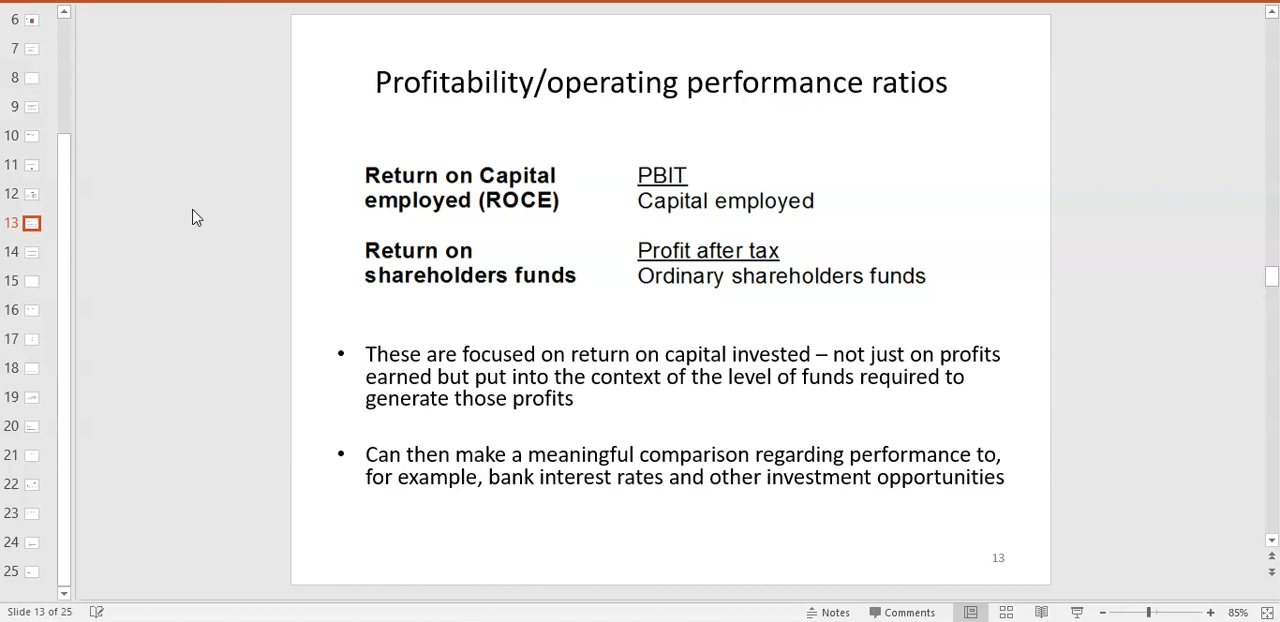 6
7
8
9
10
11
12
13
14
15
16
17
18
19
20
21
22
23
24
25
Profitability/operating performance ratios
Return on Capital
employed (ROCE)
PBIT
Capital employed
Return on
shareholders funds
Profit after tax
Ordinary shareholders funds
• These are focused on return on capital invested – not just on profits
earned but put into the context of the level of funds required to
generate those profits
• Can then make a meaningful comparison regarding performance to,
for example, bank interest rates and other investment opportunities
13
Slide 13 of 25
Notes
Comments
85%